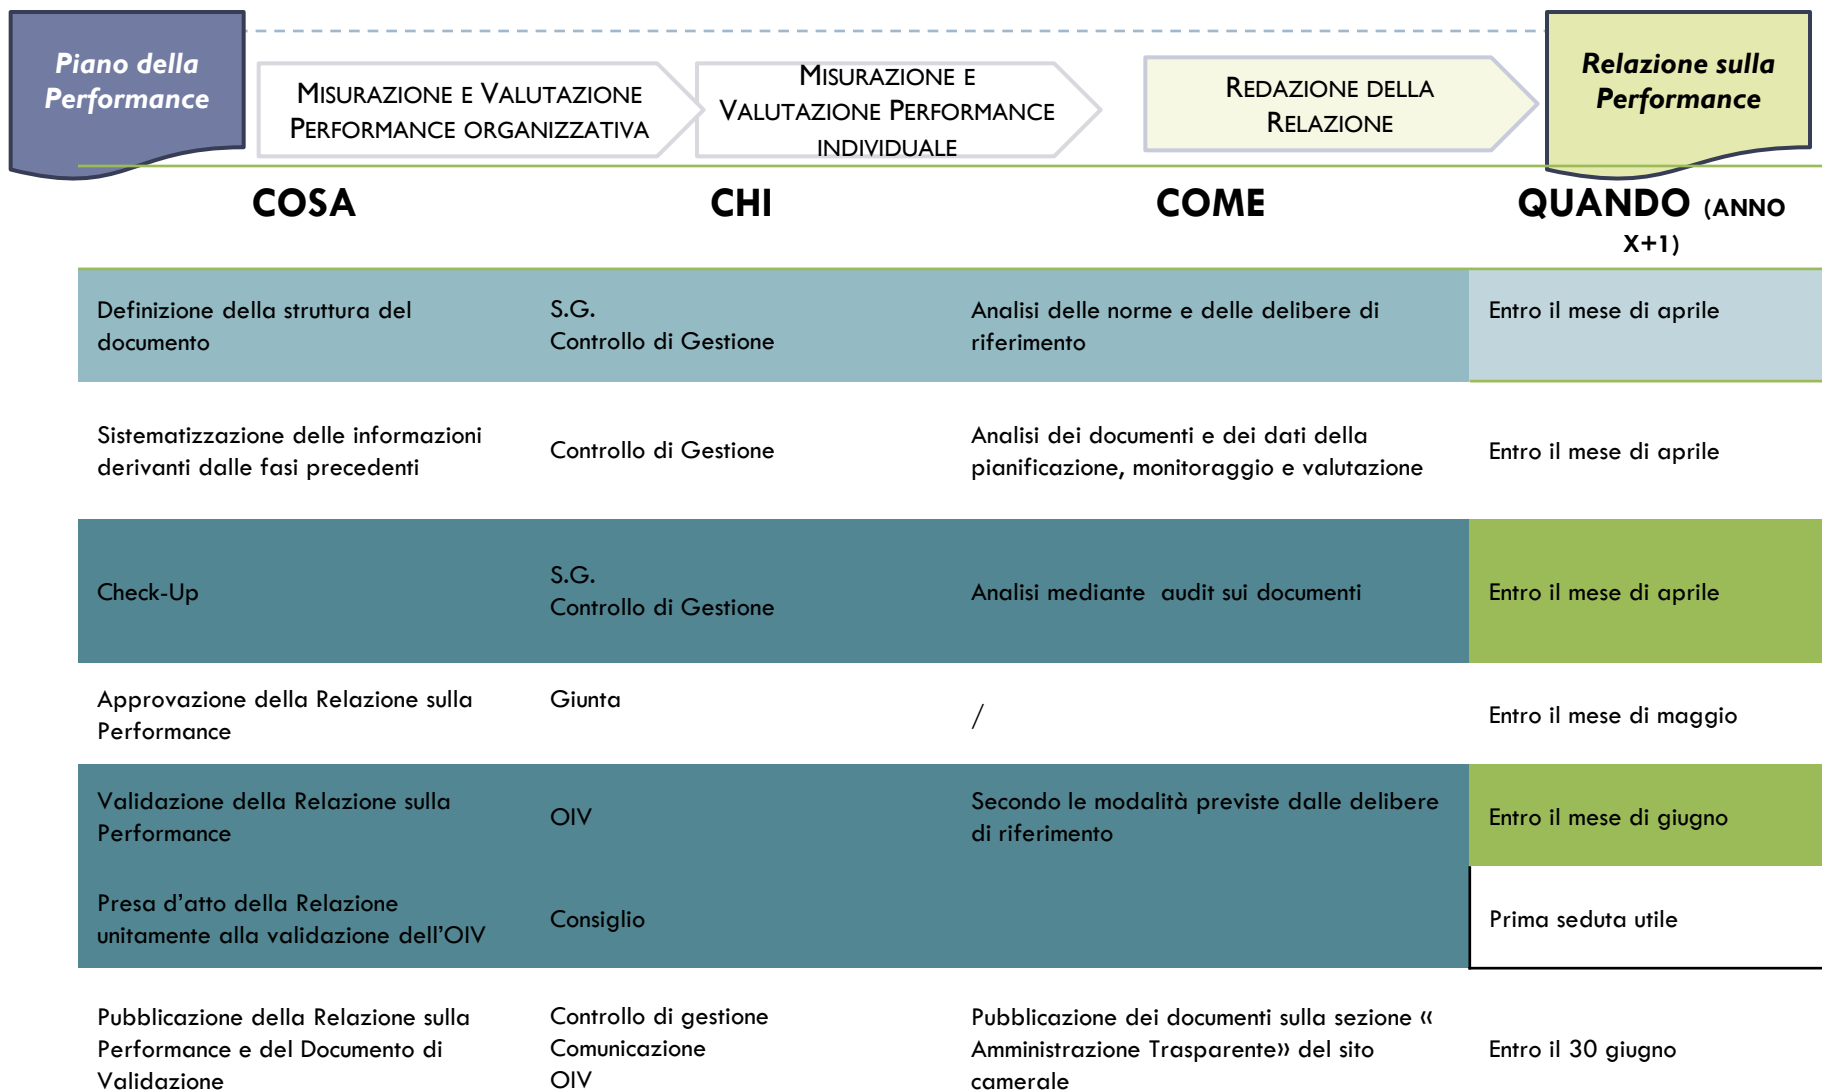 Piano della
Performance
MISURAZIONE E VALUTAZIONE
PERFORMANCE ORGANIZZATIVA
MISURAZIONE E
VALUTAZIONE PERFORMANCE
INDIVIDUALE
REDAZIONE DELLA
RELAZIONE
Relazione sulla
Performance
COSA
CHI
COME
QUANDO (ANNO
X+1)
Definizione della struttura del
documento
S.G.
Controllo di Gestione
Analisi delle norme e delle delibere di
riferimento
Entro il mese di aprile
Sistematizzazione delle informazioni
derivanti dalle fasi precedenti
Controllo di Gestione
Analisi dei documenti e dei dati della
pianificazione, monitoraggio e valutazione
Entro il mese di aprile
Check-Up
S.G.
Controllo di Gestione
Analisi mediante  audit sui documenti
Entro il mese di aprile
Approvazione della Relazione sulla
Performance
Giunta
/
Entro il mese di maggio
Validazione della Relazione sulla
Performance
OIV
Secondo le modalità previste dalle delibere
di riferimento
Entro il mese di giugno
Presa d’atto della Relazione
unitamente alla validazione dell’OIV
Consiglio
Prima seduta utile
Pubblicazione della Relazione sulla
Performance e del Documento di
Validazione
Controllo di gestione
Comunicazione
OIV
Pubblicazione dei documenti sulla sezione «
Amministrazione Trasparente» del sito
camerale
Entro il 30 giugno